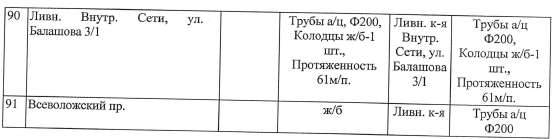 90
Ливн. Внутр. Сети, ул.
Балашова 3/1
Трубы а/ц, Ф200,
Колодцы ж/б-1
шт.,
Протяженность
61м/п.
Ливн. к-я
Внутр.
Сети, ул.
Балашова
3/1
Трубы а/ц
Ф200,
Колодцы ж/б-1
шт.,
Протяженность
61м/п.
91
Всеволожский пр.
ж/б
Ливн. к-я
Трубы а/ц
Ф200